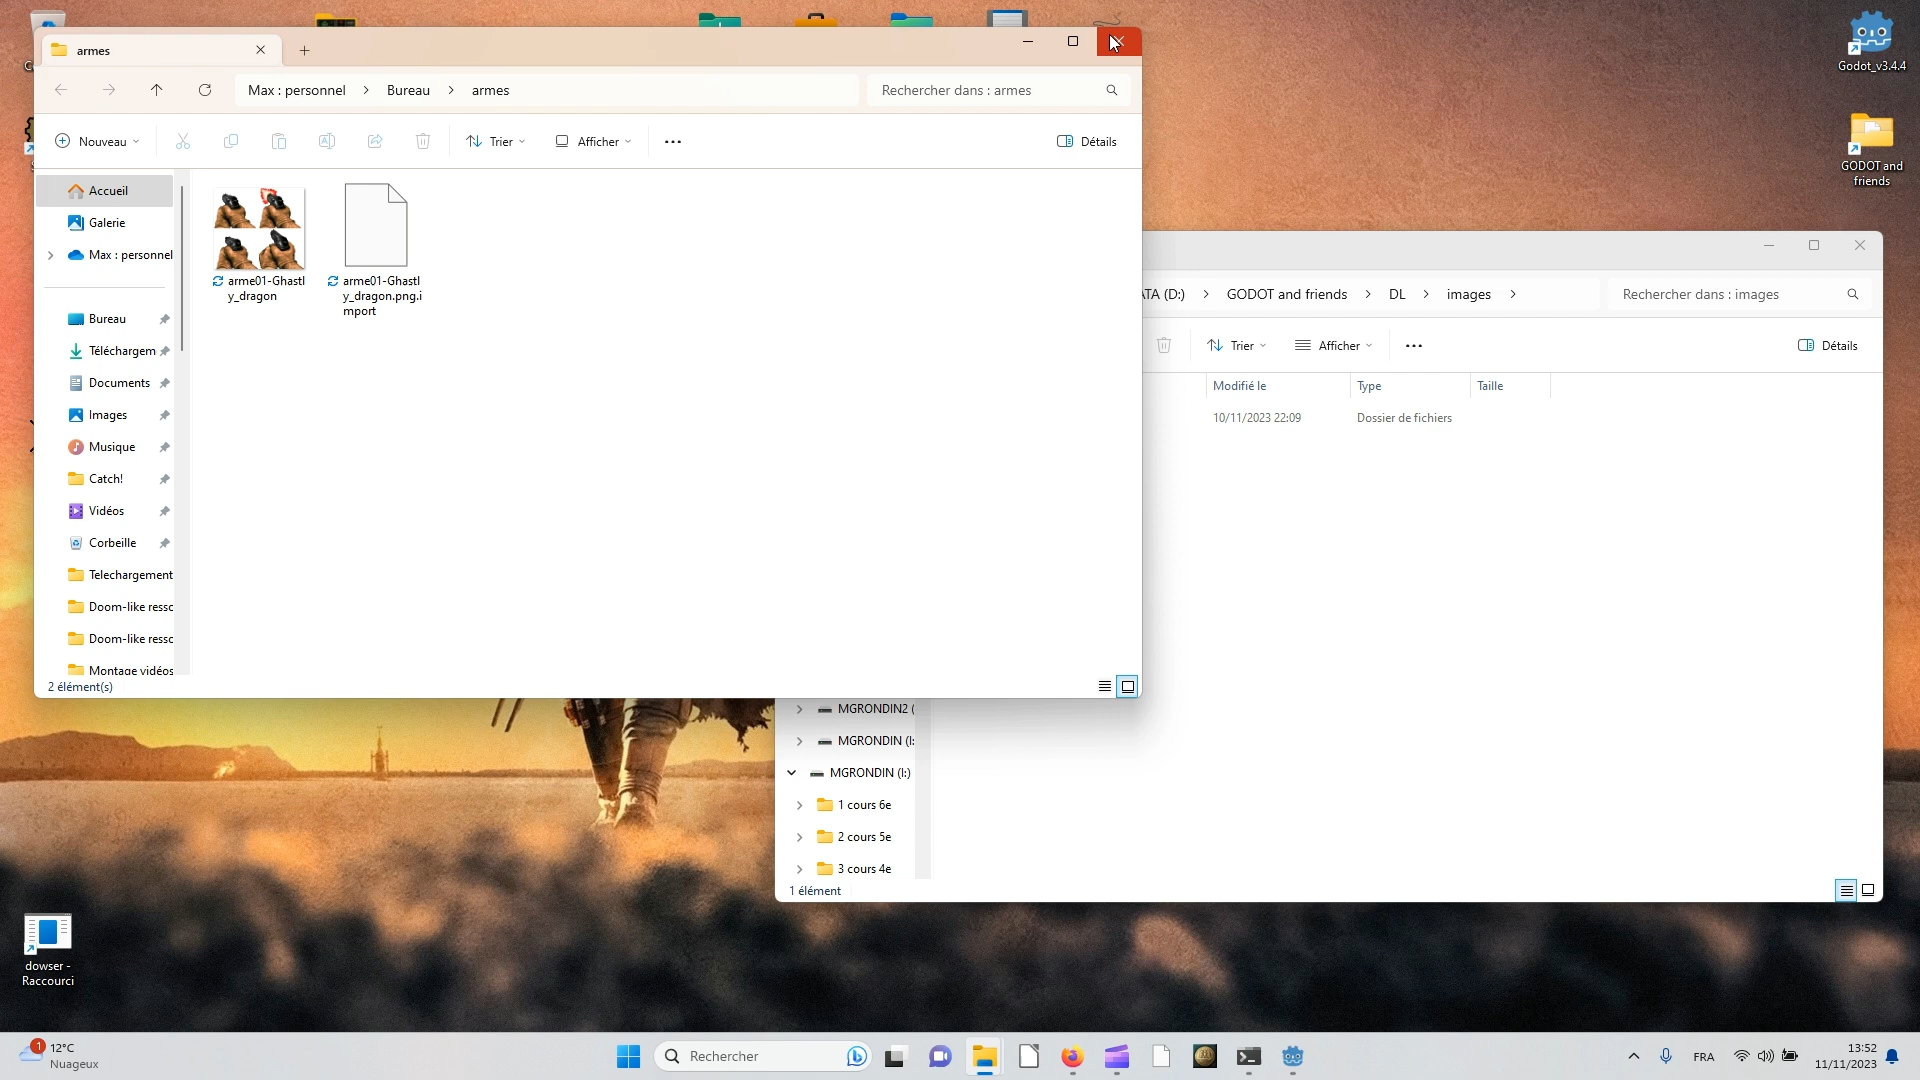 armes
Max : personnel
Bureau
armes
Rechercher dans : armes
Nouveau
Trier
Afficher
Détails
Accueil
Galerie
Max : personnel
Bureau
Téléchargem
Documents
Images
Musique
Catch!
Vidéos
Corbeille
Telechargement
Doom-like resso
Doom-like resso
Montage vidéos
arme01-Ghastl
y_dragon
arme01-Ghastl
y_dragon.png.i
mport
2 élément(s)
Godot_v3.4.4
GODOT and
friends
ATA (D:)
GODOT and friends
DL
images
Rechercher dans : images
Trier
Afficher
Détails
Modifié le
Type
Taille
10/11/2023 22:09
Dossier de fichiers
MGRONDIN2 (
MGRONDIN (I:
MGRONDIN (I:)
1 cours 6e
2 cours 5e
3 cours 4e
1 élément
dowser -
Raccourci
1
12°C
Nuageux
Rechercher
FRA
13:52
11/11/2023